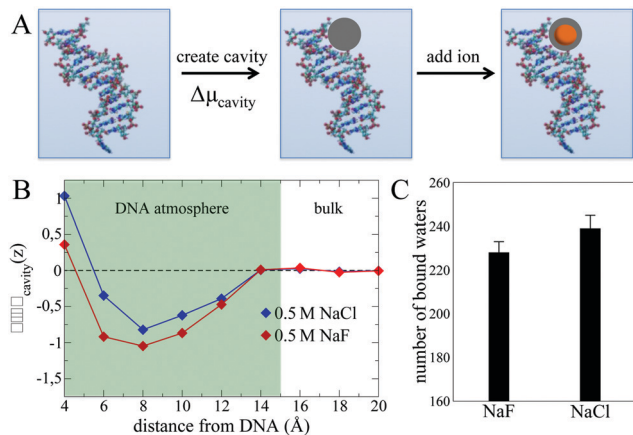 A
create cavity
Δμcavity
add ion
B
DNA atmosphere
bulk
1
0,5
0
-0,5
-1
-1,5
cavity(z)
0.5 M NaCl
0.5 M NaF
4 6 8 10 12 14 16 18 20
distance from DNA (Å)
C
260
240
220
200
180
160
number of bound waters
NaF NaCl